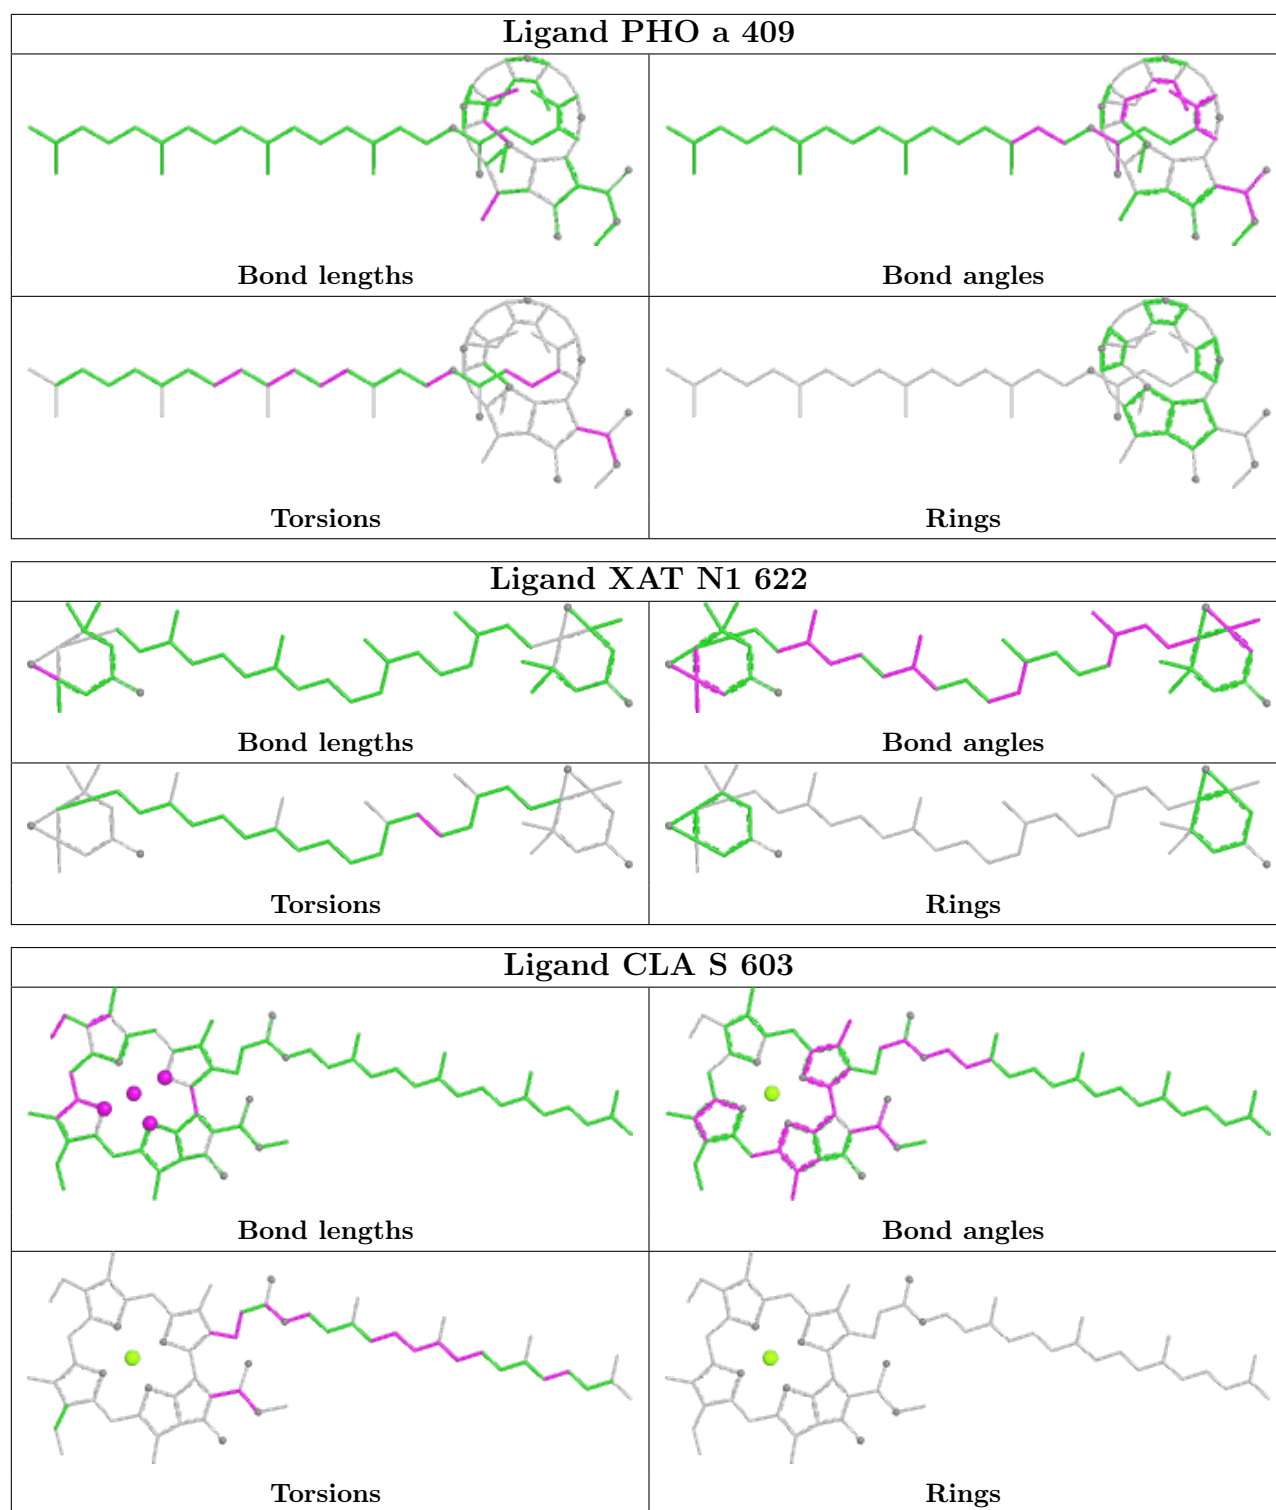 Ligand PHO a 409
Bond lengths
Bond angles
Torsions
Rings
Ligand XAT N1 622
Bond lengths
Bond angles
Torsions
Rings
Ligand CLA S 603
Bond lengths
Bond angles
Torsions
Rings